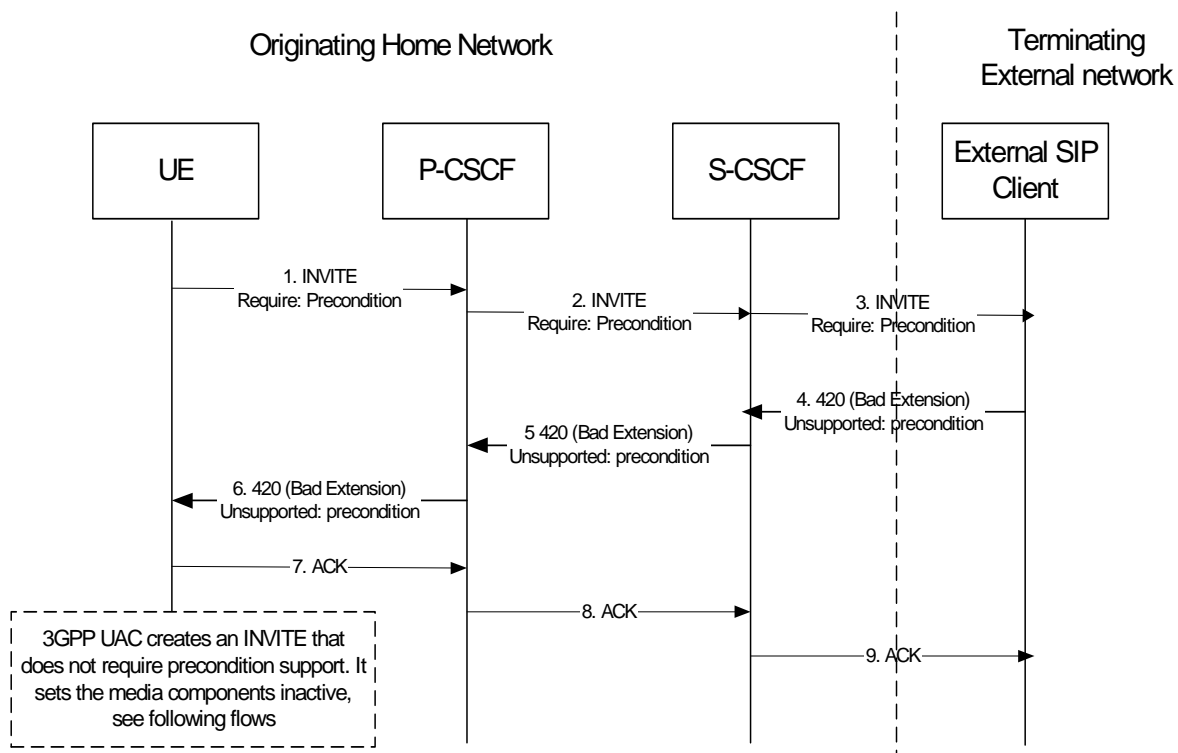 Originating Home Network
Terminating
External network
UE
P-CSCF
S-CSCF
External SIP
Client
1. INVITE
Require: Precondition
2. INVITE
Require: Precondition
3. INVITE
Require: Precondition
4. 420 (Bad Extension)
Unsupported: precondition
5 420 (Bad Extension)
Unsupported: precondition
6. 420 (Bad Extension)
Unsupported: precondition
7. ACK
8. ACK
9. ACK
3GPP UAC creates an INVITE that
does not require precondition support. It
sets the media components inactive,
see following flows